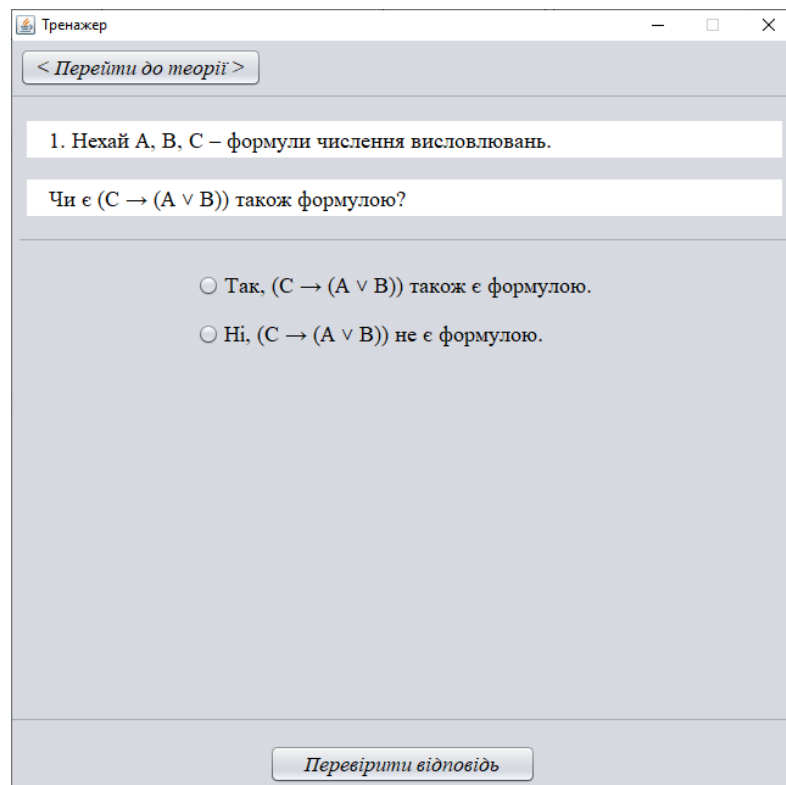 Тренажер
< Перейти до теорії >
1. Нехай A, B, C – формули числення висловлювань.
Чи є (C → (A ∨ B)) також формулою?
Так, (C → (A ∨ B)) також є формулою.
Ні, (C → (A ∨ B)) не є формулою.
Перевірити відповідь